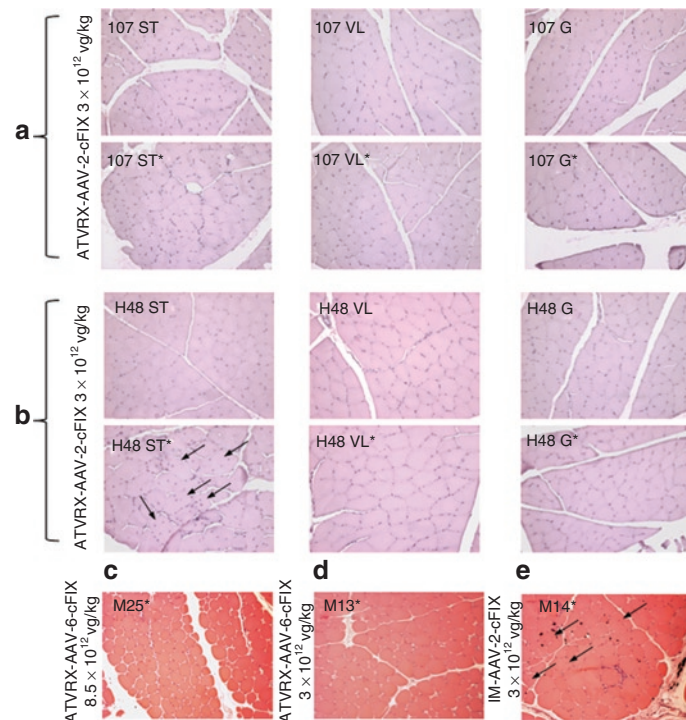 a
ATVRX-AAV-2-cFIX 3 × 10¹² vg/kg
107 ST
107 VL
107 G
107 ST*
107 VL*
107 G*
b
ATVRX-AAV-2-cFIX 3 × 10¹² vg/kg
H48 ST
H48 VL
H48 G
H48 ST*
H48 VL*
H48 G*
c
ATVRX-AAV-6-cFIX
8.5 × 10¹² vg/kg
M25*
d
ATVRX-AAV-6-cFIX
3 × 10¹² vg/kg
M13*
e
IM-AAV-2-cFIX
3 × 10¹² vg/kg
M14*